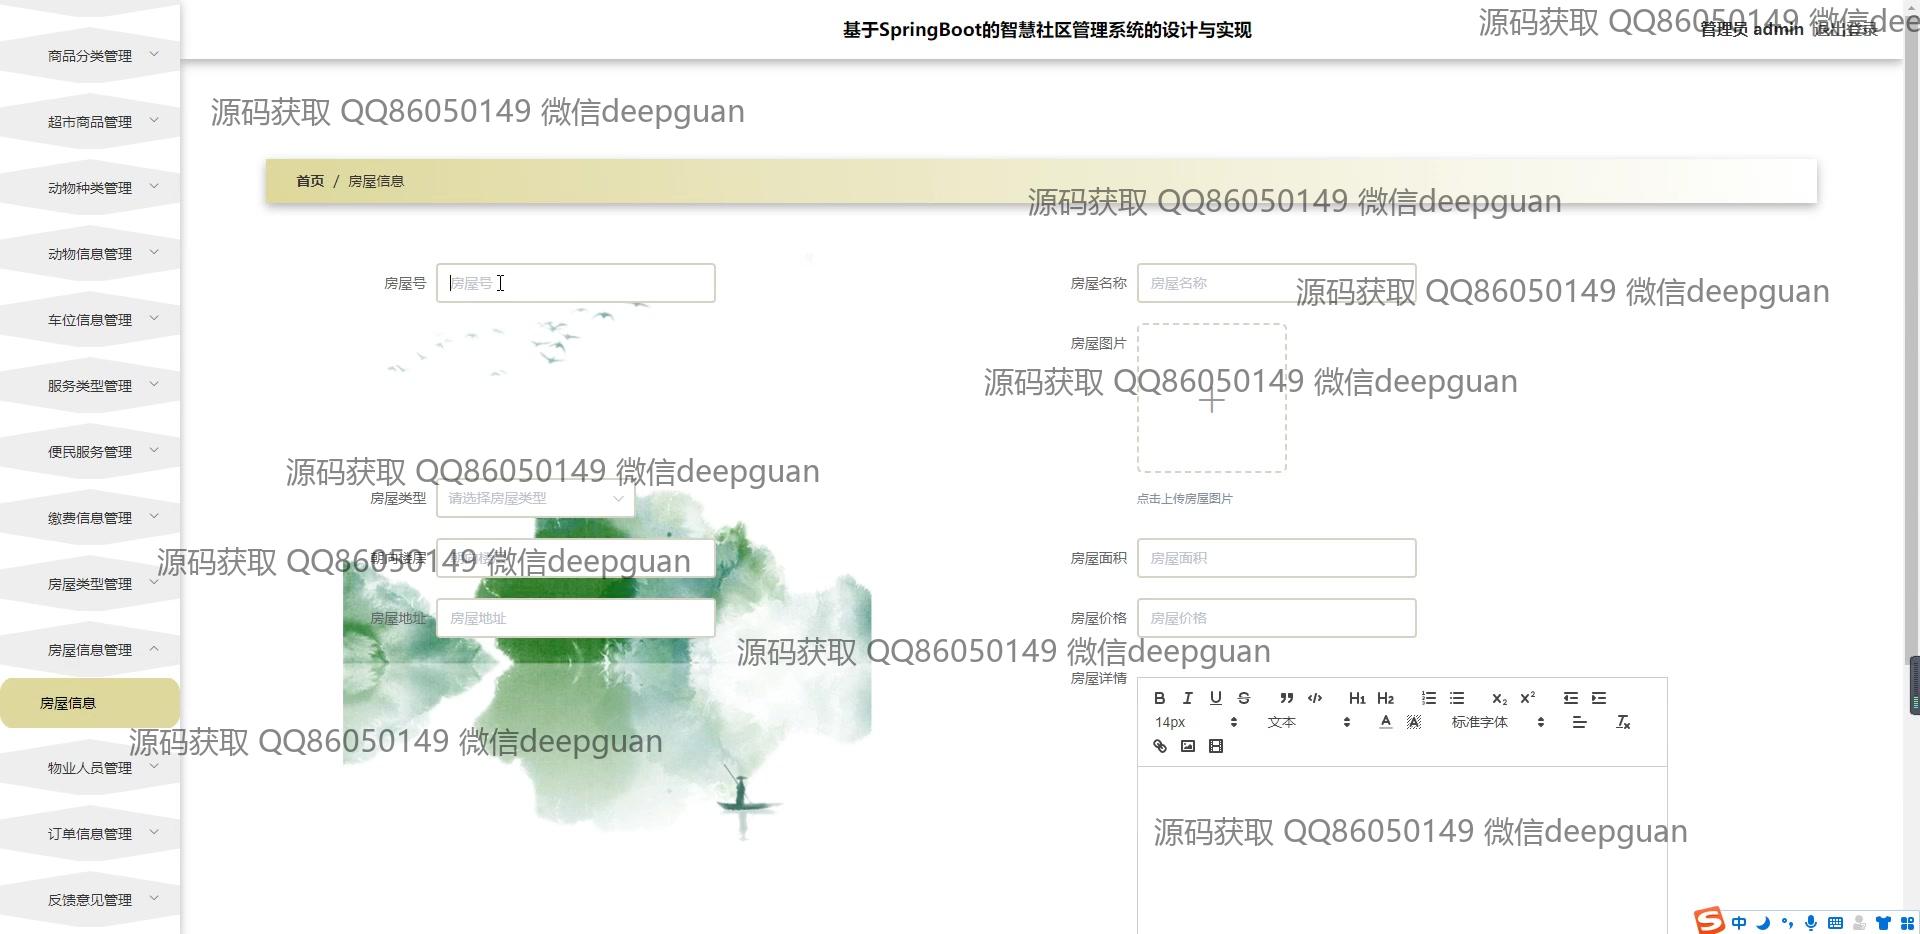 基于SpringBoot的智慧社区管理系统的设计与实现
管理员 admin 退出登录
源码获取 QQ86050149 微信dee
商品分类管理
超市商品管理
动物种类管理
动物信息管理
车位信息管理
服务类型管理
便民服务管理
缴费信息管理
房屋类型管理
房屋信息管理
房屋信息
物业人员管理
订单信息管理
反馈意见管理
源码获取 QQ86050149 微信deepguan
首页 / 房屋信息
源码获取 QQ86050149 微信deepguan
房屋号 房屋号
房屋名称 房屋名称
源码获取 QQ86050149 微信deepguan
房屋图片
源码获取 QQ86050149 微信deepguan
点击上传房屋图片
源码获取 QQ86050149 微信deepguan
房屋类型 请选择房屋类型
朝向楼层
源码获取 QQ86050149 微信deepguan
房屋面积 房屋面积
房屋地址 房屋地址
房屋价格 房屋价格
源码获取 QQ86050149 微信deepguan
房屋详情
B I U S H1 H2 X2 X2
14px 文本 A A 标准字体
源码获取 QQ86050149 微信deepguan
源码获取 QQ86050149 微信deepguan
中